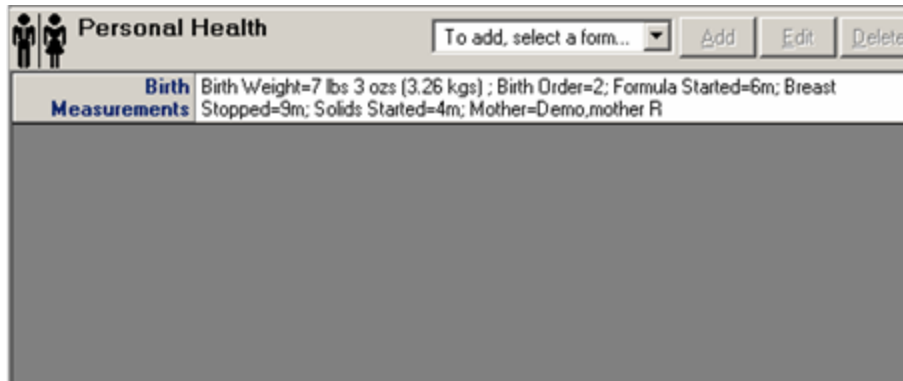 Personal Health
To add, select a form...
Add
Edit
Delete
Birth Measurements
Birth Weight=7 lbs 3 ozs (3.26 kgs) ; Birth Order=2; Formula Started=6m; Breast
Stopped=9m; Solids Started=4m; Mother=Demo,mother R